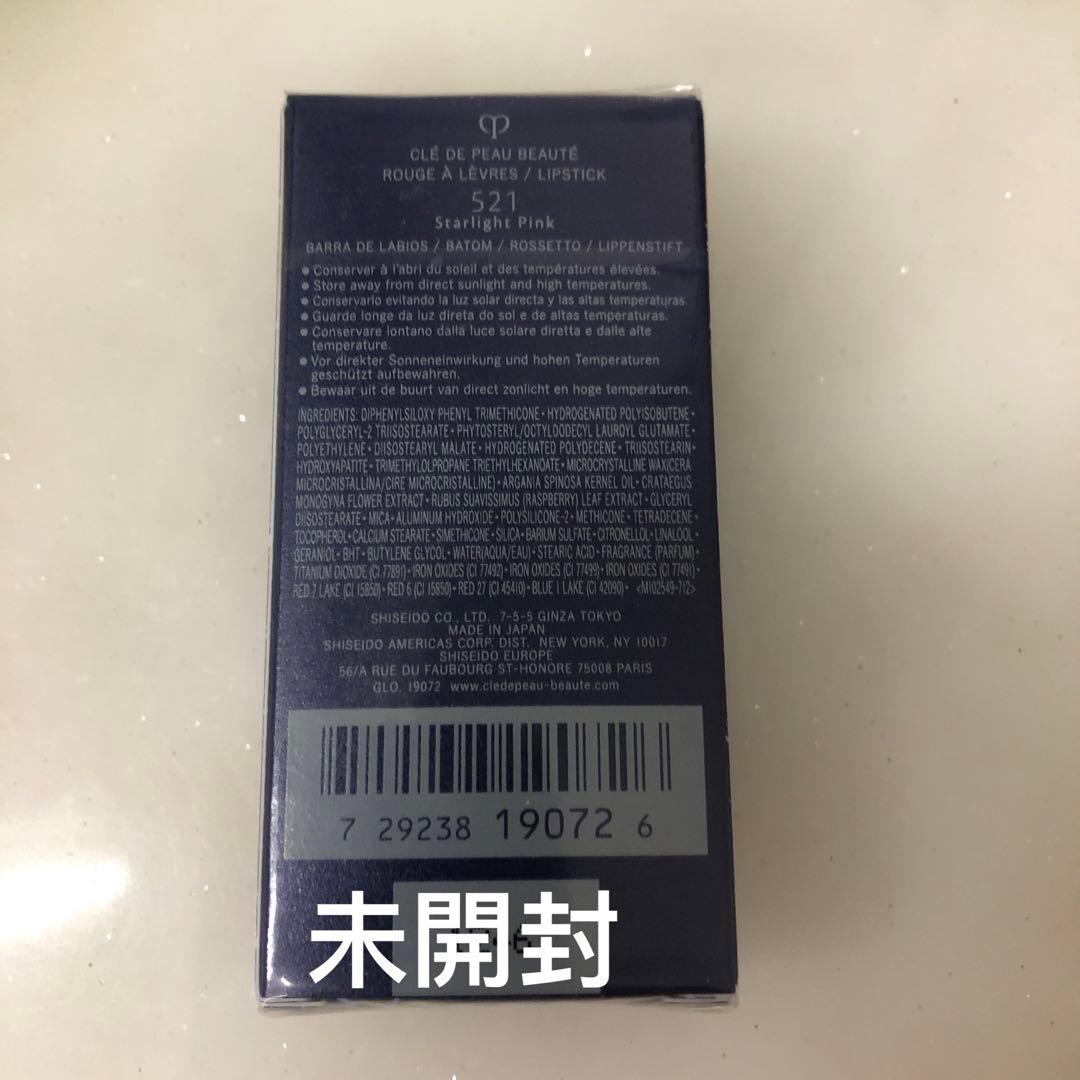 CLÉ DE PEAU BEAUTÉ
ROUGE À LÈVRES / LIPSTICK
521
Starlight Pink
BARRA DE LABIOS / BATOM / ROSSETTO / LIPPENSTIFT
● Conserver à l'abri du soleil et des températures élevées.
● Store away from direct sunlight and high temperatures.
● Conservarlo evitando la luz solar directa y las altas temperaturas.
● Guarde longe da luz direta do sol e de altas temperaturas.
● Conservare lontano dalla luce solare diretta e dalle alte
temperature.
● Vor direkter Sonneneinwirkung und hohen Temperaturen
geschützt aufbewahren.
● Bewaar uit de buurt van direct zonlicht en hoge temperaturen.
INGREDIENTS: DIPHENYLSILOXY PHENYL TRIMETHICONE・HYDROGENATED POLYISOBUTENE・
POLYGLYCERYL-2 TRIISOSTEARATE・PHYTOSTERYL/OCTYLDODECYL LAUROYL GLUTAMATE・
POLYETHYLENE・DIISOSTEARYL MALATE・HYDROGENATED POLYDECENE・TRIISOSTEARIN・
HYDROXYAPATITE・TRIMETHYLOLPROPANE TRIETHYLHEXANOATE・MICROCRYSTALLINE WAX(CERA
MICROCRISTALLINA/CIRE MICROCRISTALLINE)・ARGANIA SPINOSA KERNEL OIL・CRATAEGUS
MONOGYNA FLOWER EXTRACT・RUBUS SUAVISSIMUS (RASPBERRY) LEAF EXTRACT・GLYCERYL
DIISOSTEARATE・MICA・ALUMINUM HYDROXIDE・POLYSILICONE-2・METHICONE・TETRADECENE・
TOCOPHEROL・CALCIUM STEARATE・SIMETHICONE・SILICA・BARIUM SULFATE・CITRONELLOL・LINALOOL・
GERANIOL・BHT・BUTYLENE GLYCOL・WATER(AQUA/EAU)・STEARIC ACID・FRAGRANCE (PARFUM)・
TITANIUM DIOXIDE (CI 77891)・IRON OXIDES (CI 77492)・IRON OXIDES (CI 77499)・IRON OXIDES (CI 77491)・
RED 7 LAKE (CI 15850)・RED 6 (CI 15850)・RED 27 (CI 45410)・BLUE 1 LAKE (CI 42090)・ <M102549-712>
SHISEIDO CO., LTD. 7-5-5 GINZA TOKYO
MADE IN JAPAN
SHISEIDO AMERICAS CORP. DIST. NEW YORK, NY 10017
SHISEIDO EUROPE
56/A RUE DU FAUBOURG ST-HONORE 75008 PARIS
GLO. 19072 www.cledepeau-beaute.com
7 29238 19072 6
未開封